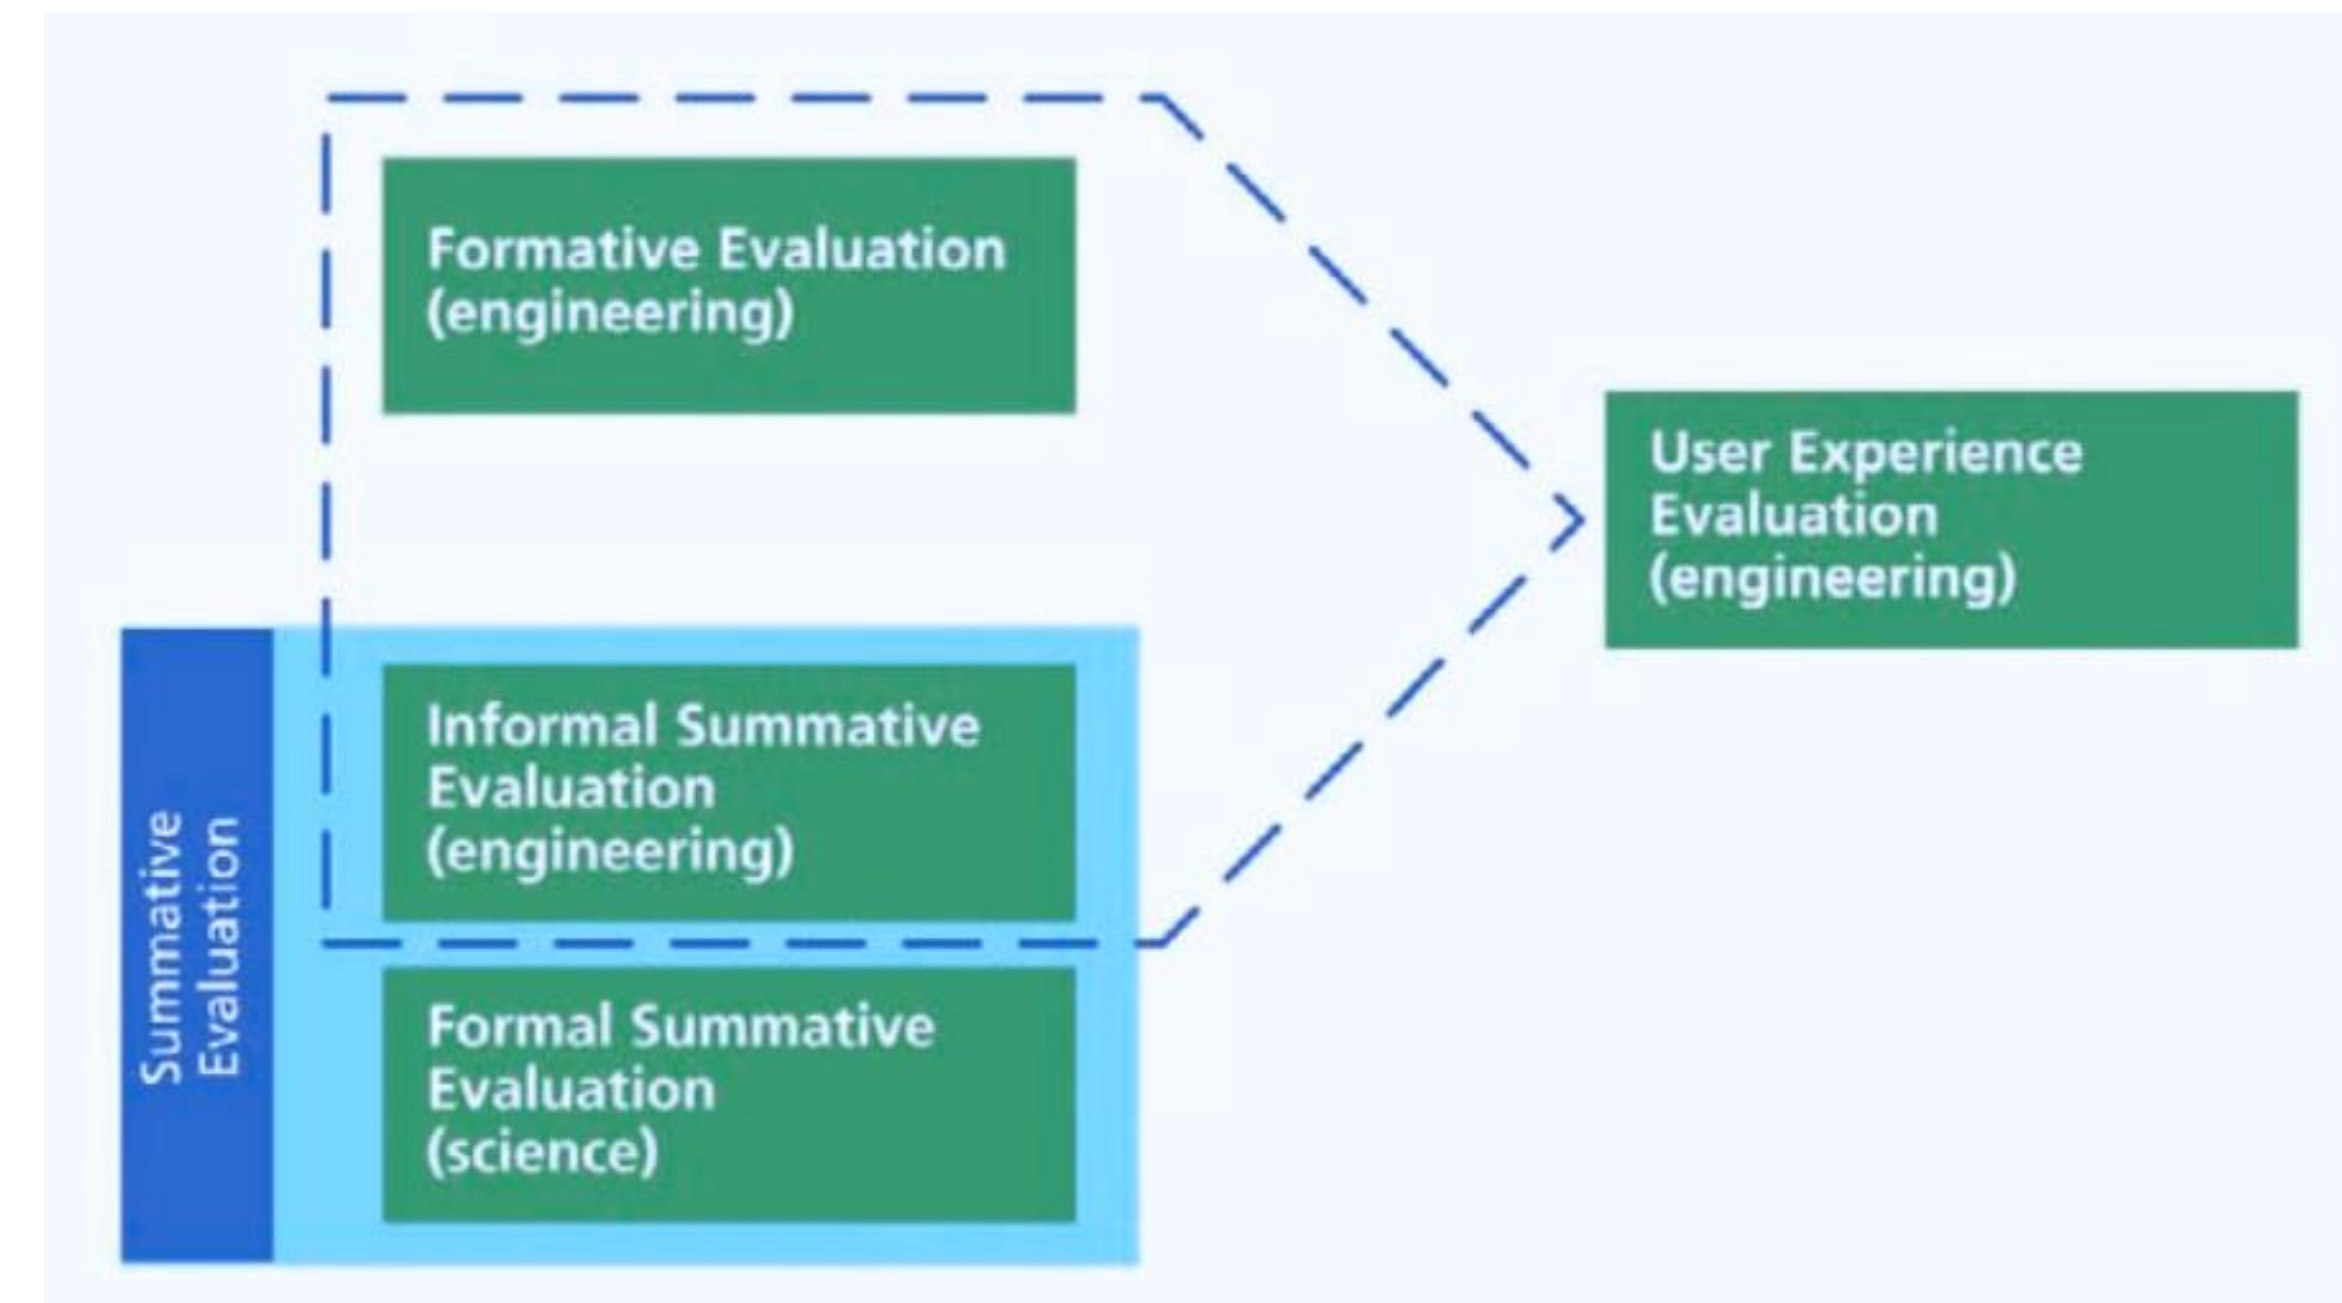 Formative Evaluation
(engineering)
User Experience
Evaluation
(engineering)
Summative
Evaluation
Informal Summative
Evaluation
(engineering)
Formal Summative
Evaluation
(science)